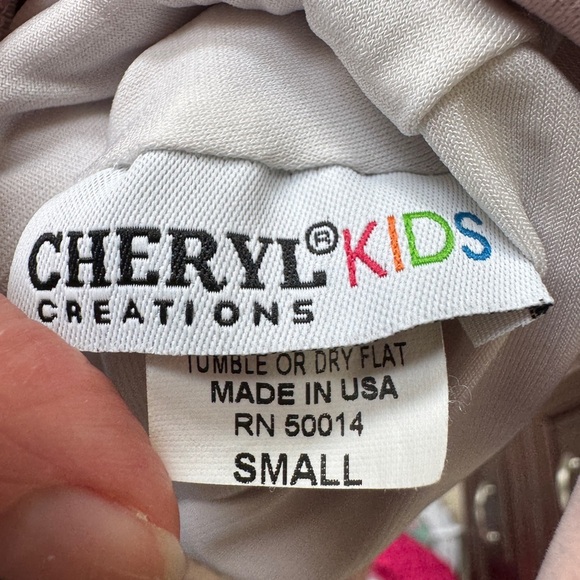 CHERYL® KIDS
CREATIONS
TUMBLE OR DRY FLAT
MADE IN USA
RN 50014
SMALL